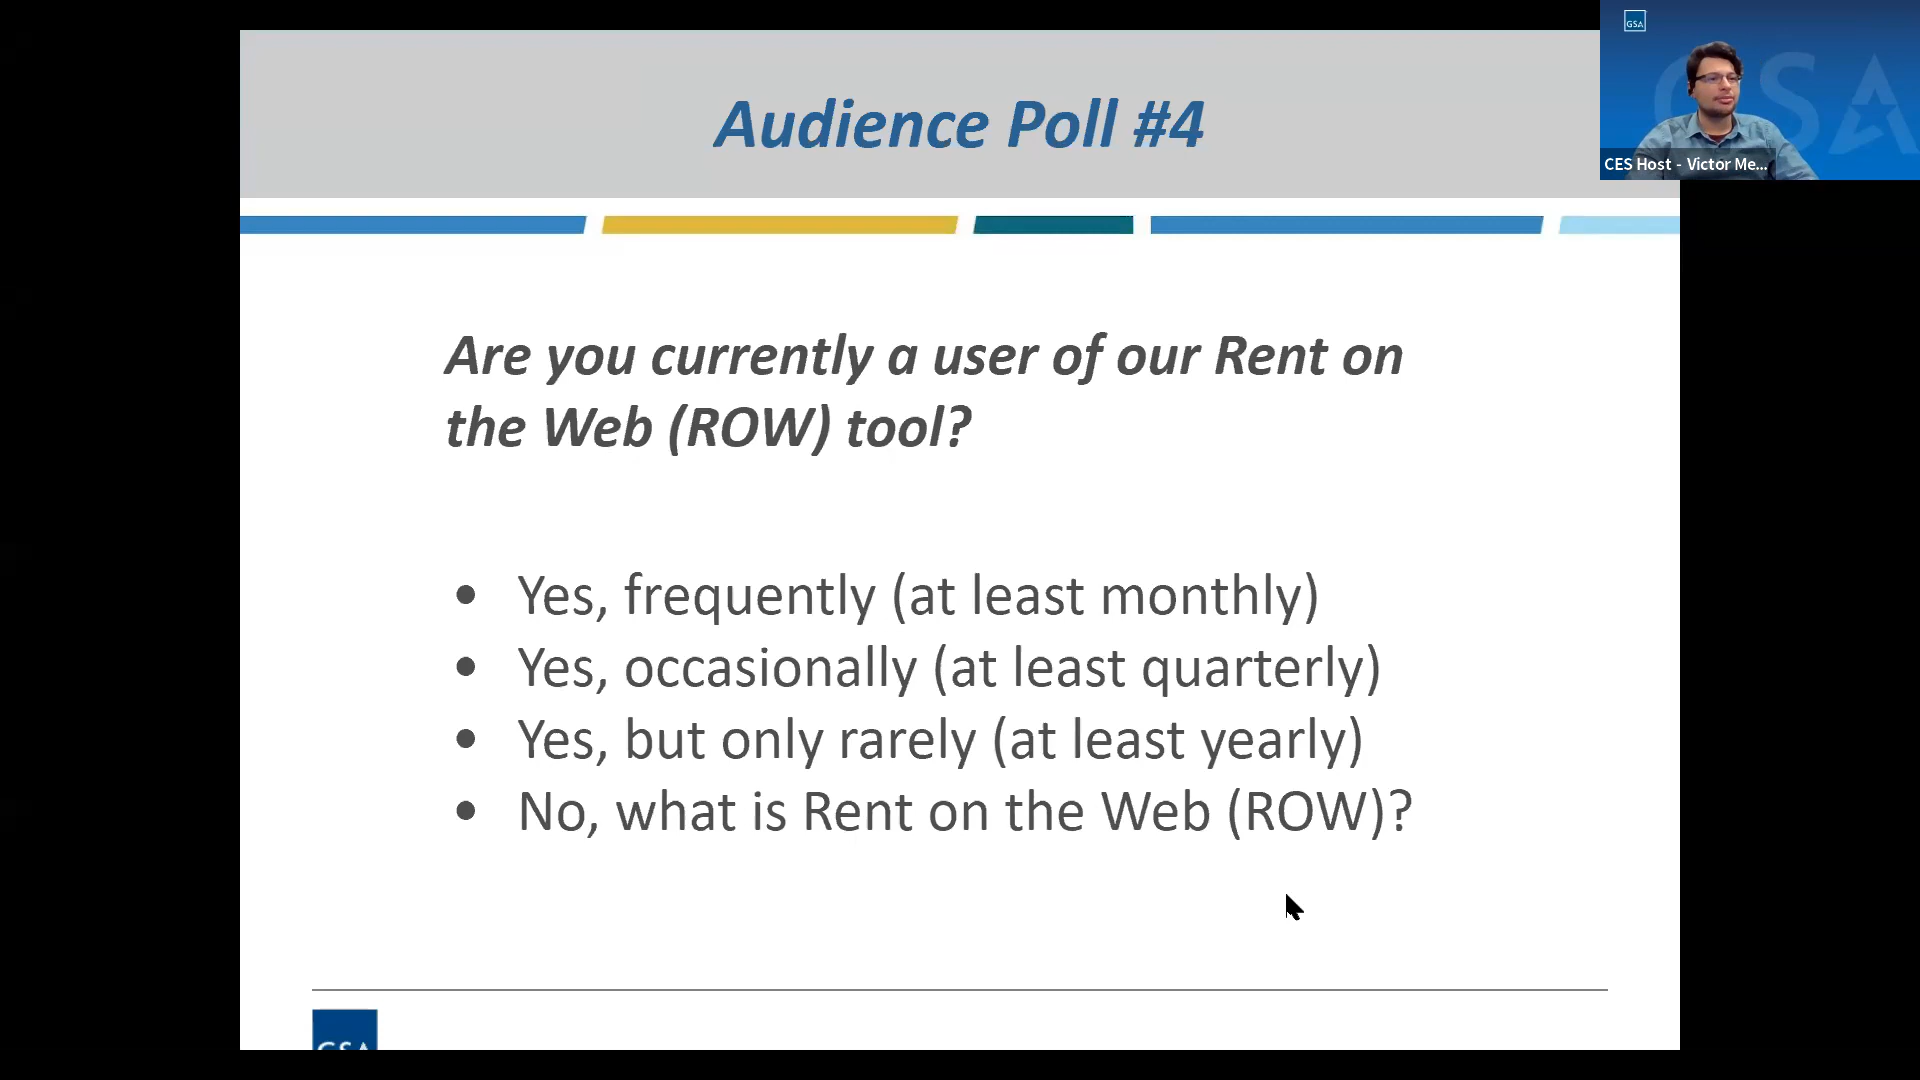 Audience Poll #4
GSA
CES Host - Victor Me...
Are you currently a user of our Rent on
the Web (ROW) tool?
• Yes, frequently (at least monthly)
• Yes, occasionally (at least quarterly)
• Yes, but only rarely (at least yearly)
• No, what is Rent on the Web (ROW)?
GSA